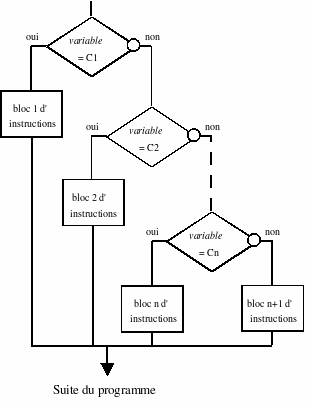 oui
variable
non
= C1
bloc 1 d'
instructions
oui
variable
non
= C2
bloc 2 d'
instructions
oui
variable
non
= Cn
bloc n d'
instructions
bloc n+1 d'
instructions
Suite du programme